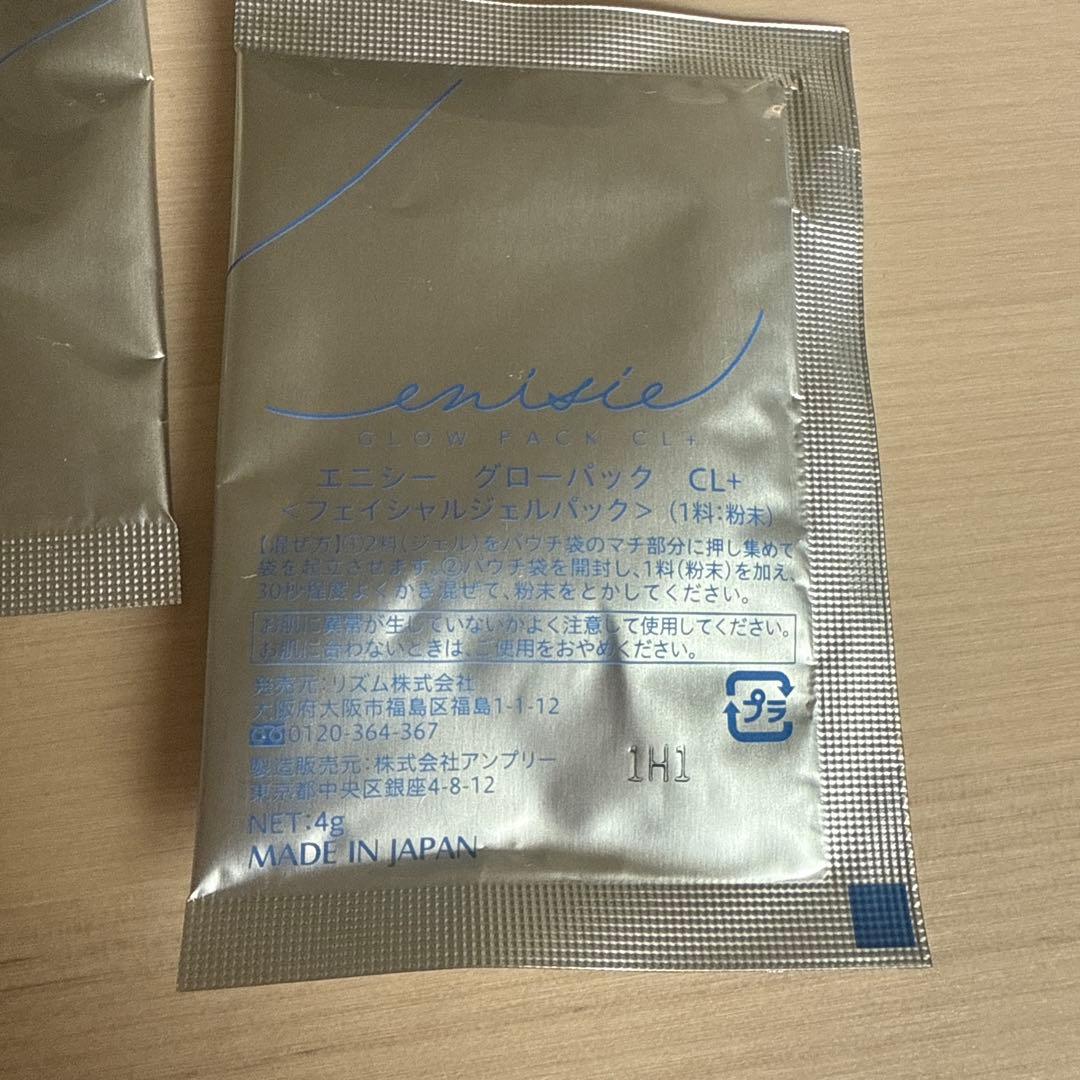 enisie
GLOW PACK CL+
エニシー グローパック CL+
<フェイシャルジェルパック>(1料:粉末)
【混ぜ方】①2料(ジェル)をパウチ袋のマチ部分に押し集めて
袋を起立させます。②パウチ袋を開封し、1料(粉末)を加え、
30秒程度よくかき混ぜて、粉末をとかしてください。
お肌に異常が生じていないかよく注意して使用してください。
お肌に合わないときは、ご使用をおやめください。
発売元:リズム株式会社
大阪府大阪市福島区福島1-1-12
0120-364-367
プラ
製造販売元:株式会社アンプリー
東京都中央区銀座4-8-12
1H1
NET:4g
MADE IN JAPAN